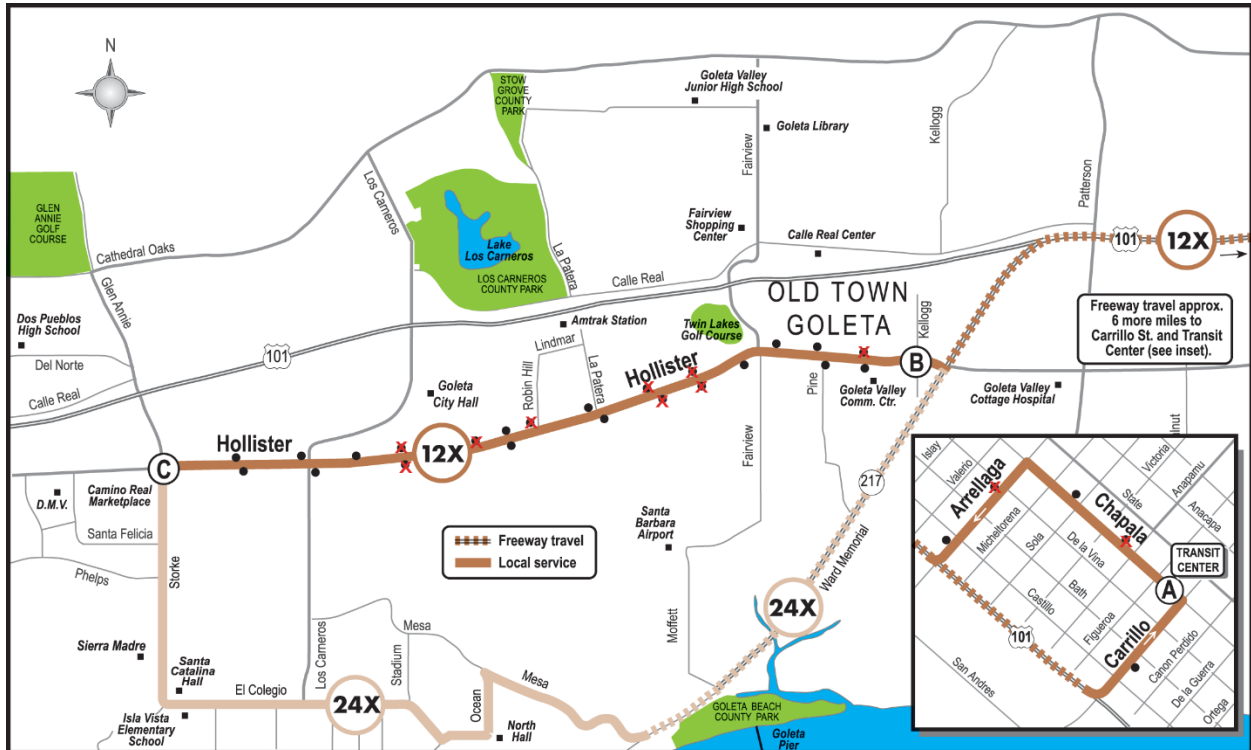 N
STOW
GROVE
COUNTY
PARK
Goleta Valley
Junior High School
Goleta Library
Kellogg
Fairview
Patterson
Los Carneros
GLEN
ANNIE
GOLF
COURSE
Cathedral Oaks
Glen Annie
Lake
Los Carneros
LOS CARNEROS
COUNTY PARK
La Patera
Fairview
Shopping
Center
Calle Real Center
Calle Real
101
12X
Freeway travel approx.
6 more miles to
Carrillo St. and Transit
Center (see inset).
OLD TOWN
GOLETA
Kellogg
Dos Pueblos
High School
Del Norte
Calle Real
101
Amtrak Station
Twin Lakes
Golf Course
Lindmar
Robin Hill
La Patera
Hollister
B
Pine
Goleta Valley
Comm. Ctr.
Goleta Valley
Cottage Hospital
Goleta
City Hall
Hollister
12X
C
Camino Real
Marketplace
D.M.V.
Santa Felicia
Phelps
Storke
Freeway travel
Local service
Santa
Barbara
Airport
Fairview
217
Ward Memorial
24X
Moffett
Sierra Madre
Santa
Catalina
Hall
El Colegio
Isla Vista
Elementary
School
Los Carneros
24X
Stadium
Mesa
Ocean
Mesa
North
Hall
GOLETA BEACH
COUNTY PARK
Goleta
Pier
Islay
Valerio
Arrellaga
Micheltorena
Sola
Victoria
Anapamu
State
Anacapa
Chapala
De la Vina
Bath
Castillo
Figueroa
TRANSIT
CENTER
A
101
Carrillo
Canon Perdido
De la Guerra
Ortega
San Andres